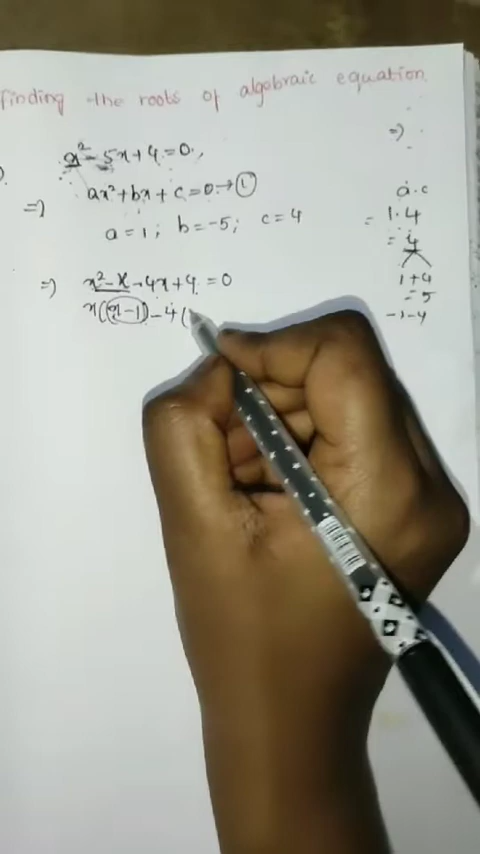 finding the roots of algebraic equation
x² - 5x + 4 = 0.,
=>
ax² + bx + c = 0 → ①
=>
a = 1; b = -5; c = 4
=> x² - x - 4x + 4 = 0
x(x - 1) - 4(
a.c
= 1.4
= 4
1 + 4
= 5
-1 - 4